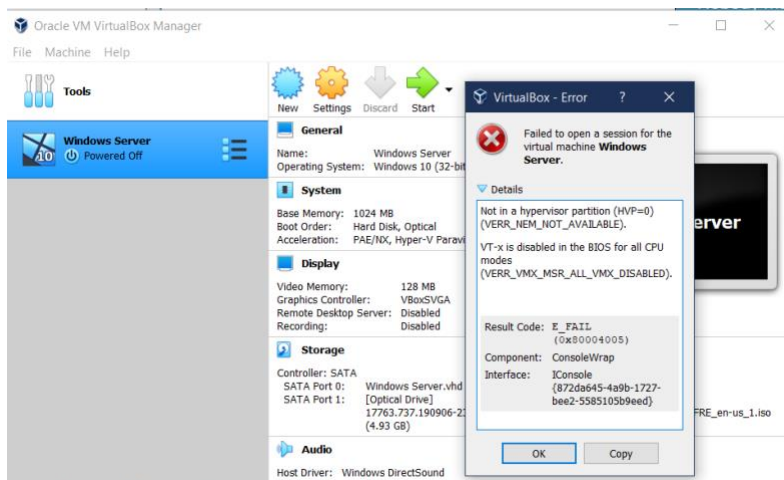 Oracle VM VirtualBox Manager
File Machine Help
Tools
Windows Server
Powered Off
10
New Settings Discard Start
General
Name: Windows Server
Operating System: Windows 10 (32-bit
System
Base Memory: 1024 MB
Boot Order: Hard Disk, Optical
Acceleration: PAE/NX, Hyper-V Paravi
Display
Video Memory: 128 MB
Graphics Controller: VBoxSVGA
Remote Desktop Server: Disabled
Recording: Disabled
Storage
Controller: SATA
SATA Port 0: Windows Server.vhd
SATA Port 1: [Optical Drive]
17763.737.190906-23
(4.93 GB)
FRE_en-us_1.iso
Audio
Host Driver: Windows DirectSound
erver
VirtualBox - Error ?
Failed to open a session for the
virtual machine Windows
Server.
Details
Not in a hypervisor partition (HVP=0)
(VERR_NEM_NOT_AVAILABLE).
VT-x is disabled in the BIOS for all CPU
modes
(VERR_VMX_MSR_ALL_VMX_DISABLED).
Result Code: E_FAIL
(0x80004005)
Component: ConsoleWrap
Interface: IConsole
{872da645-4a9b-1727-
bee2-5585105b9eed}
OK Copy